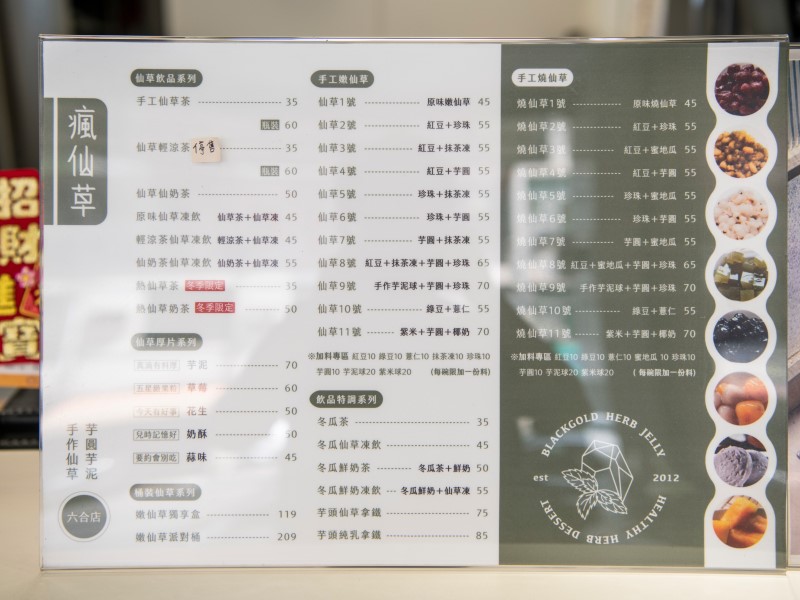 招
財
進
寶
瘋仙草
芋圓芋泥
手作仙草
六合店
仙草飲品系列
手工仙草茶 35
瓶裝 60
仙草輕涼茶 停售 35
瓶裝 60
仙草仙奶茶 50
原味仙草凍飲 仙草茶+仙草凍 45
輕涼茶仙草凍飲 輕涼茶+仙草凍 45
仙奶茶仙草凍飲 仙奶茶+仙草凍 55
熱仙草茶 冬季限定 35
熱仙草奶茶 冬季限定 50
仙草厚片系列
芋泥 70
草莓 60
今天有好事 花生 50
兒時記憶好 奶酥 50
要約會別吃 蒜味 45
桶裝仙草系列
嫩仙草獨享盒 119
嫩仙草派對桶 209
手工嫩仙草
仙草1號 原味嫩仙草 45
仙草2號 紅豆+珍珠 55
仙草3號 紅豆+抹茶凍 55
仙草4號 紅豆+芋圓 55
仙草5號 珍珠+抹茶凍 55
仙草6號 珍珠+芋圓 55
仙草7號 芋圓+抹茶凍 55
仙草8號 紅豆+抹茶凍+芋圓+珍珠 65
仙草9號 手作芋泥球+芋圓+珍珠 70
仙草10號 綠豆+薏仁 55
仙草11號 紫米+芋圓+椰奶 70
※加料專區 紅豆10 綠豆10 薏仁10 抹茶凍10 珍珠10
芋圓10 芋泥球20 紫米球20 (每碗限加一份料)
飲品特調系列
冬瓜茶 35
冬瓜仙草凍飲 45
冬瓜鮮奶茶 冬瓜茶+鮮奶 50
冬瓜鮮奶凍飲 冬瓜鮮奶+仙草凍 55
芋頭仙草拿鐵 75
芋頭純乳拿鐵 85
手工燒仙草
燒仙草1號 原味燒仙草 45
燒仙草2號 紅豆+珍珠 55
燒仙草3號 紅豆+蜜地瓜 55
燒仙草4號 紅豆+芋圓 55
燒仙草5號 珍珠+蜜地瓜 55
燒仙草6號 珍珠+芋圓 55
燒仙草7號 芋圓+蜜地瓜 55
燒仙草8號 紅豆+蜜地瓜+芋圓+珍珠 65
燒仙草9號 手作芋泥球+芋圓+珍珠 70
燒仙草10號 綠豆+薏仁 55
燒仙草11號 紫米+芋圓+椰奶 70
※加料專區 紅豆10 綠豆10 薏仁10 蜜地瓜 10 珍珠10
芋圓10 芋泥球20 紫米球20 (每碗限加一份料)
BLACKGOLD HERB JELLY
est 2012
HEALTHY HERB DESSERT